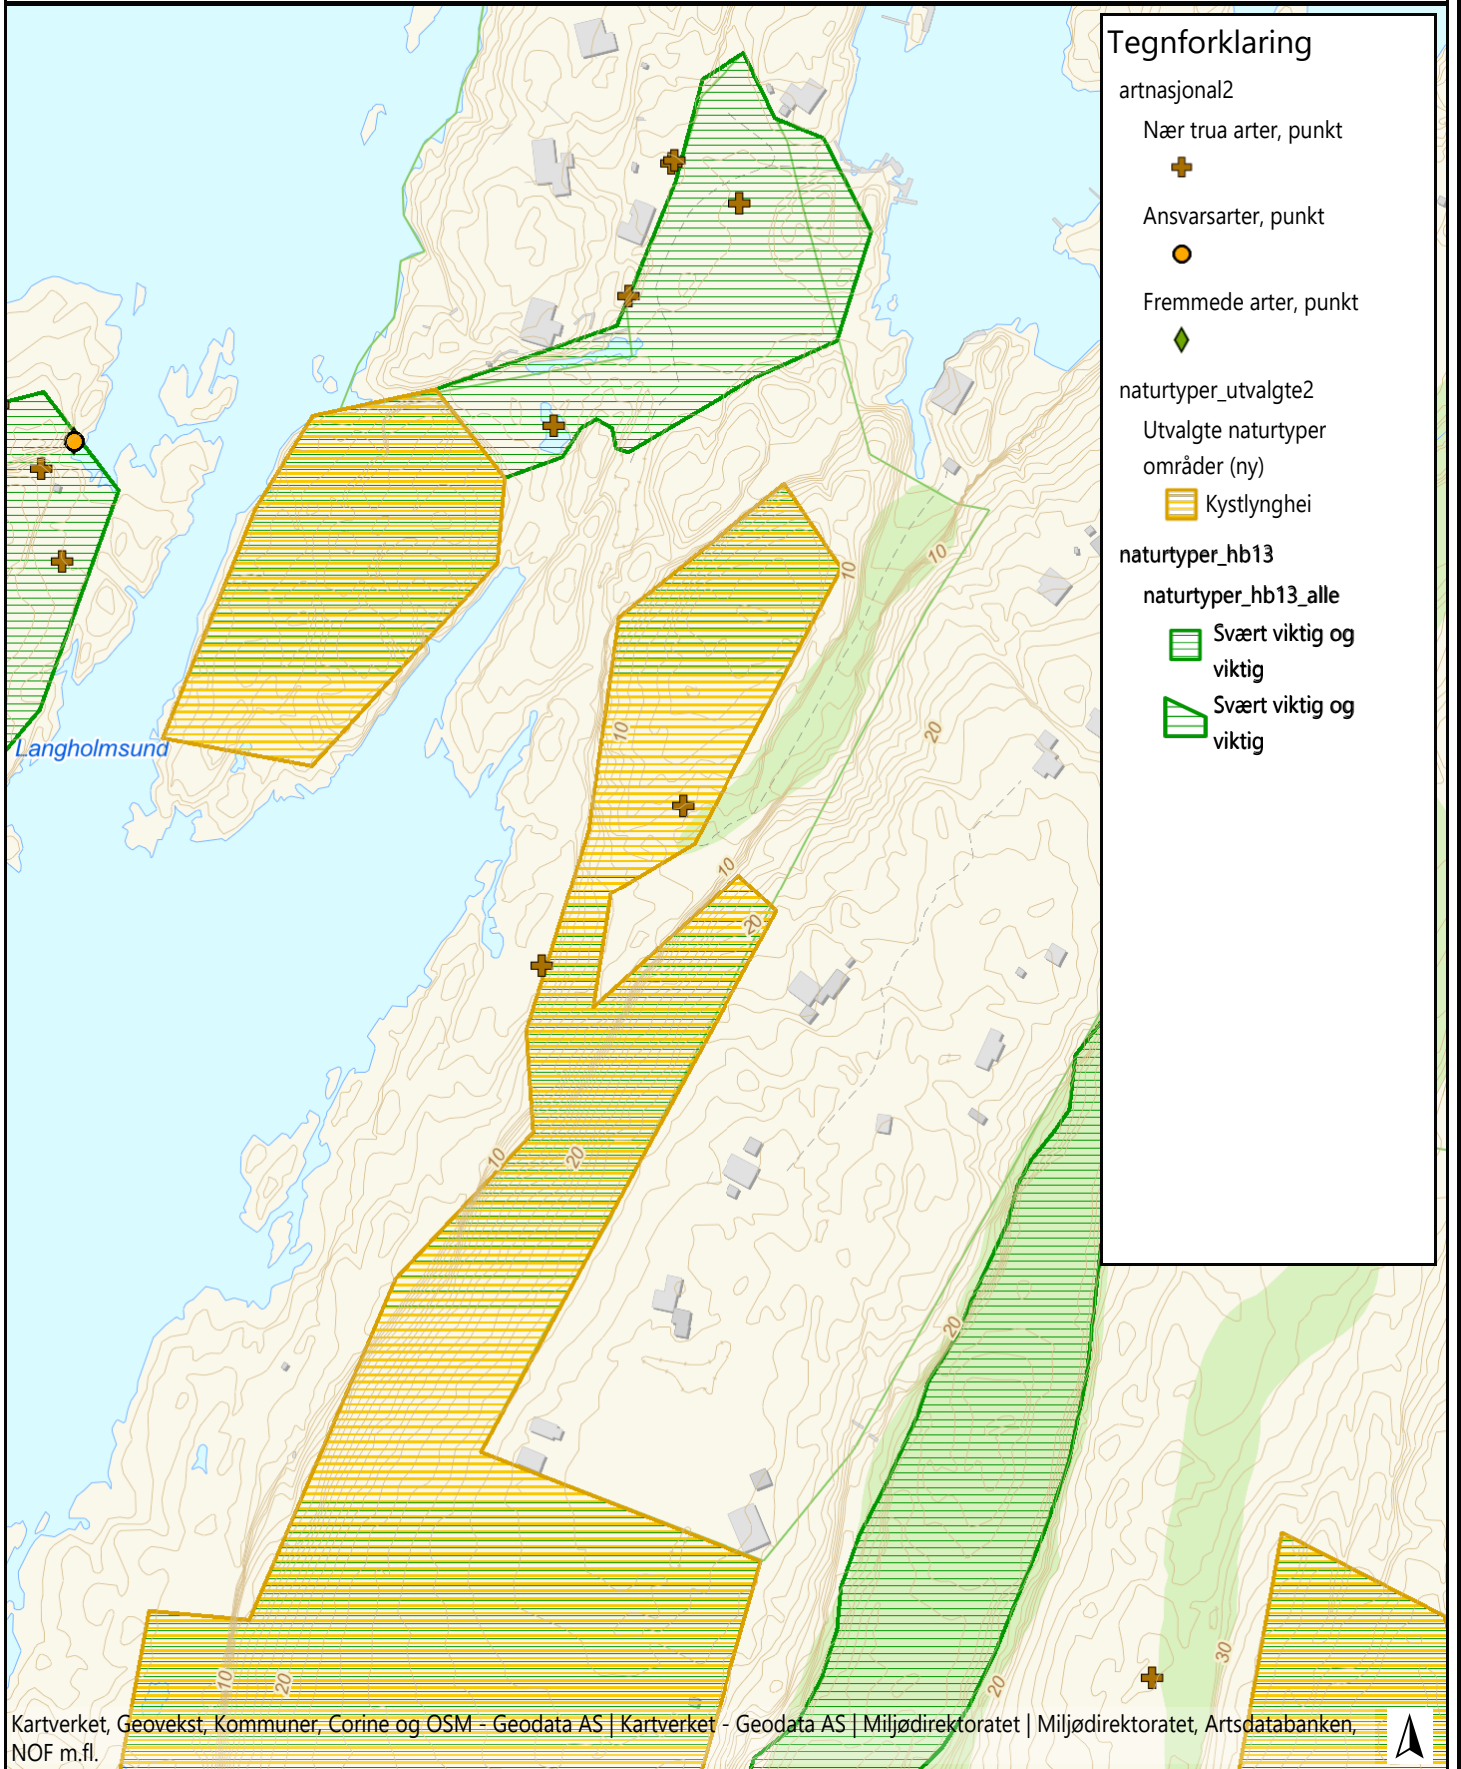 Tegnforklaring
artnasjonal2
Nær trua arter, punkt
Ansvarsarter, punkt
Fremmede arter, punkt
naturtyper_utvalgte2
Utvalgte naturtyper
områder (ny)
Kystlynghei
naturtyper_hb13
naturtyper_hb13_alle
Svært viktig og
viktig
Svært viktig og
viktig
10
10
20
10
Langholmsund
10
20
10
20
20
10
20
30
20
Kartverket, Geovekst, Kommuner, Corine og OSM - Geodata AS | Kartverket - Geodata AS | Miljødirektoratet | Miljødirektoratet, Artsdatabanken,
NOF m.fl.